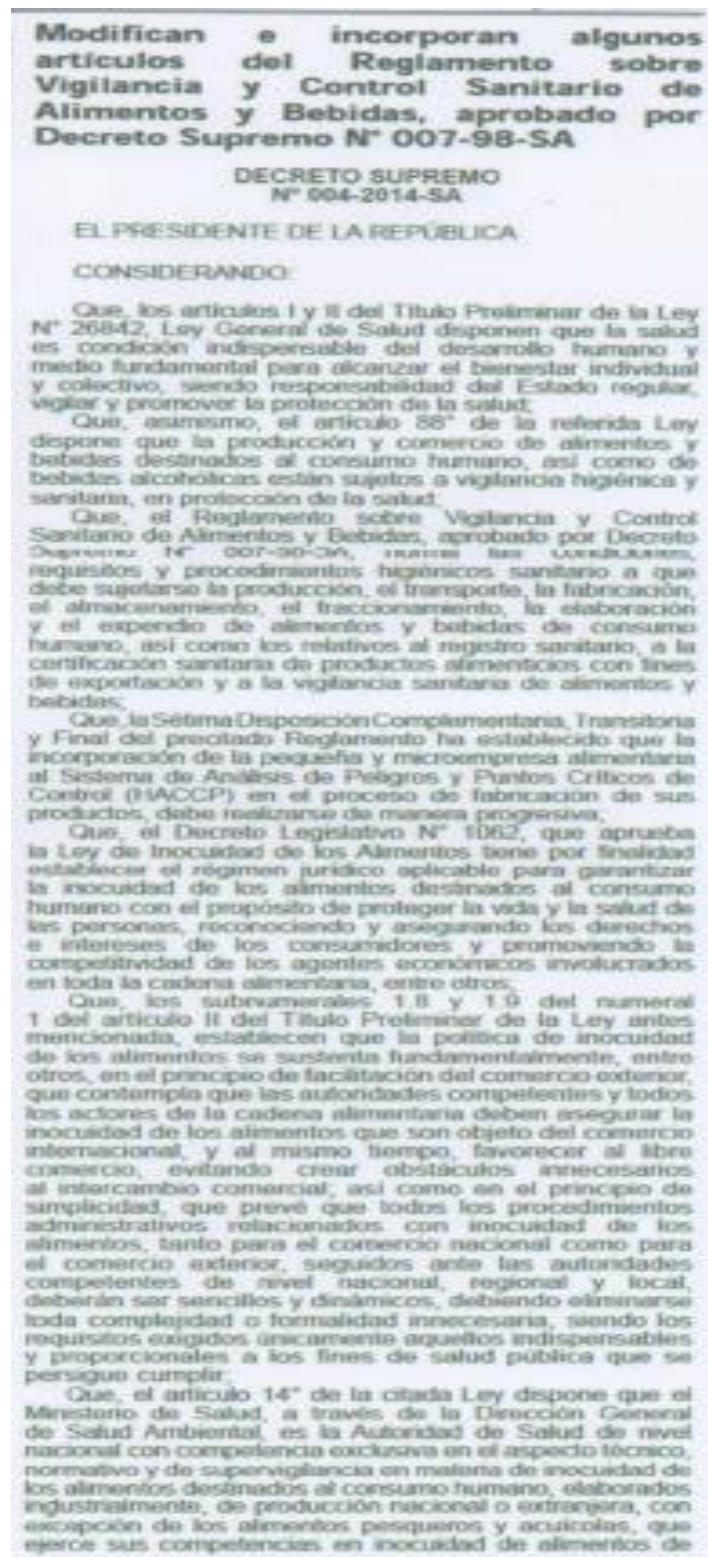 Modifican e incorporan algunos
artículos del Reglamento sobre
Vigilancia y Control Sanitario de
Alimentos y Bebidas, aprobado por
Decreto Supremo N° 007-98-SA
DECRETO SUPREMO
N° 004-2014-SA
EL PRESIDENTE DE LA REPÚBLICA
CONSIDERANDO:
Que, los artículos I y II del Título Preliminar de la Ley
N° 26842, Ley General de Salud disponen que la salud
es condición indispensable del desarrollo humano y
medio fundamental para alcanzar el bienestar individual
y colectivo, siendo responsabilidad del Estado regular,
vigilar y promover la protección de la salud;
Que, asimismo, el artículo 88° de la referida Ley
dispone que la producción y comercio de alimentos y
bebidas destinados al consumo humano, así como de
bebidas alcohólicas están sujetos a vigilancia higiénica y
sanitaria, en protección de la salud;
Que, el Reglamento sobre Vigilancia y Control
Sanitario de Alimentos y Bebidas, aprobado por Decreto
Supremo N° 007-98-SA, norma las condiciones,
requisitos y procedimientos higiénicos sanitario a que
debe sujetarse la producción, el transporte, la fabricación,
el almacenamiento, el fraccionamiento, la elaboración
y el expendio de alimentos y bebidas de consumo
humano, así como los relativos al registro sanitario, a la
certificación sanitaria de productos alimenticios con fines
de exportación y a la vigilancia sanitaria de alimentos y
bebidas;
Que, la Sétima Disposición Complementaria, Transitoria
y Final del precitado Reglamento ha establecido que la
incorporación de la pequeña y microempresa alimentaria
al Sistema de Análisis de Peligros y Puntos Críticos de
Control (HACCP) en el proceso de fabricación de sus
productos, debe realizarse de manera progresiva;
Que, el Decreto Legislativo N° 1062, que aprueba
la Ley de Inocuidad de los Alimentos tiene por finalidad
establecer el régimen jurídico aplicable para garantizar
la inocuidad de los alimentos destinados al consumo
humano con el propósito de proteger la vida y la salud de
las personas, reconociendo y asegurando los derechos
e intereses de los consumidores y promoviendo la
competitividad de los agentes económicos involucrados
en toda la cadena alimentaria, entre otros;
Que, los subnumerales 1.8 y 1.9 del numeral
1 del artículo II del Título Preliminar de la Ley antes
mencionada, establecen que la política de inocuidad
de los alimentos se sustenta fundamentalmente, entre
otros, en el principio de facilitación del comercio exterior,
que contempla que las autoridades competentes y todos
los actores de la cadena alimentaria deben asegurar la
inocuidad de los alimentos que son objeto del comercio
internacional, y al mismo tiempo, favorecer al libre
comercio, evitando crear obstáculos innecesarios
al intercambio comercial; así como en el principio de
simplicidad, que prevé que todos los procedimientos
administrativos relacionados con inocuidad de los
alimentos, tanto para el comercio nacional como para
el comercio exterior, seguidos ante las autoridades
competentes de nivel nacional, regional y local,
deberán ser sencillos y dinámicos, debiendo eliminarse
toda complejidad o formalidad innecesaria, siendo los
requisitos exigidos únicamente aquellos indispensables
y proporcionales a los fines de salud pública que se
persigue cumplir;
Que, el artículo 14° de la citada Ley dispone que el
Ministerio de Salud, a través de la Dirección General
de Salud Ambiental, es la Autoridad de Salud de nivel
nacional con competencia exclusiva en el aspecto técnico,
normativo y de supervigilancia en materia de inocuidad de
los alimentos destinados al consumo humano, elaborados
industrialmente, de producción nacional o extranjera, con
excepción de los alimentos pesqueros y acuícolas, que
ejerce sus competencias en inocuidad de alimentos de